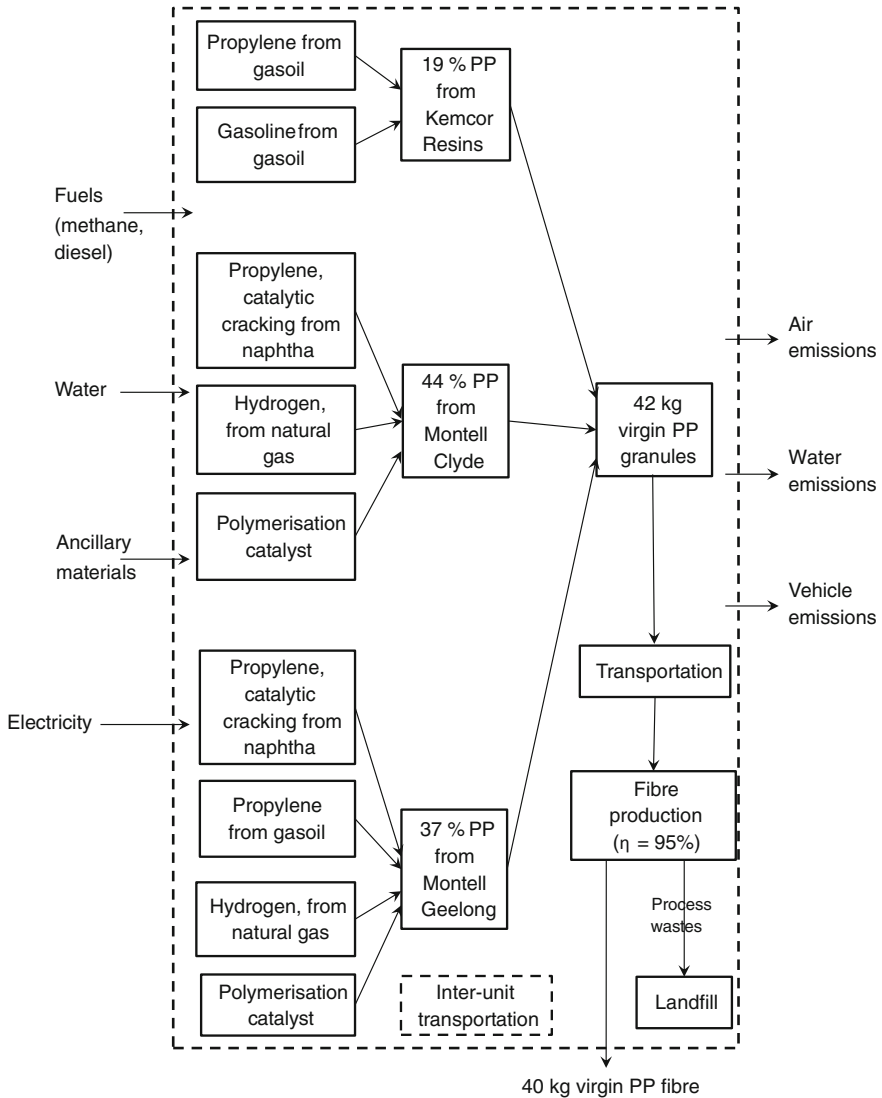 Propylene from
gasoil
19 % PP
from
Kemcor
Resins
Gasoline from
gasoil
Fuels
(methane,
diesel)
Propylene,
catalytic
cracking from
naphtha
Air
emissions
44 % PP
from
Montell
Clyde
Water
Hydrogen,
from natural
gas
42 kg
virgin PP
granules
Water
emissions
Polymerisation
catalyst
Ancillary
materials
Vehicle
emissions
Propylene,
catalytic
cracking from
naphtha
Transportation
Electricity
Propylene
from gasoil
Fibre
production
(η = 95%)
37 % PP
from
Montell
Geelong
Hydrogen, from
natural gas
Process
wastes
Polymerisation
catalyst
Inter-unit
transportation
Landfill
40 kg virgin PP fibre